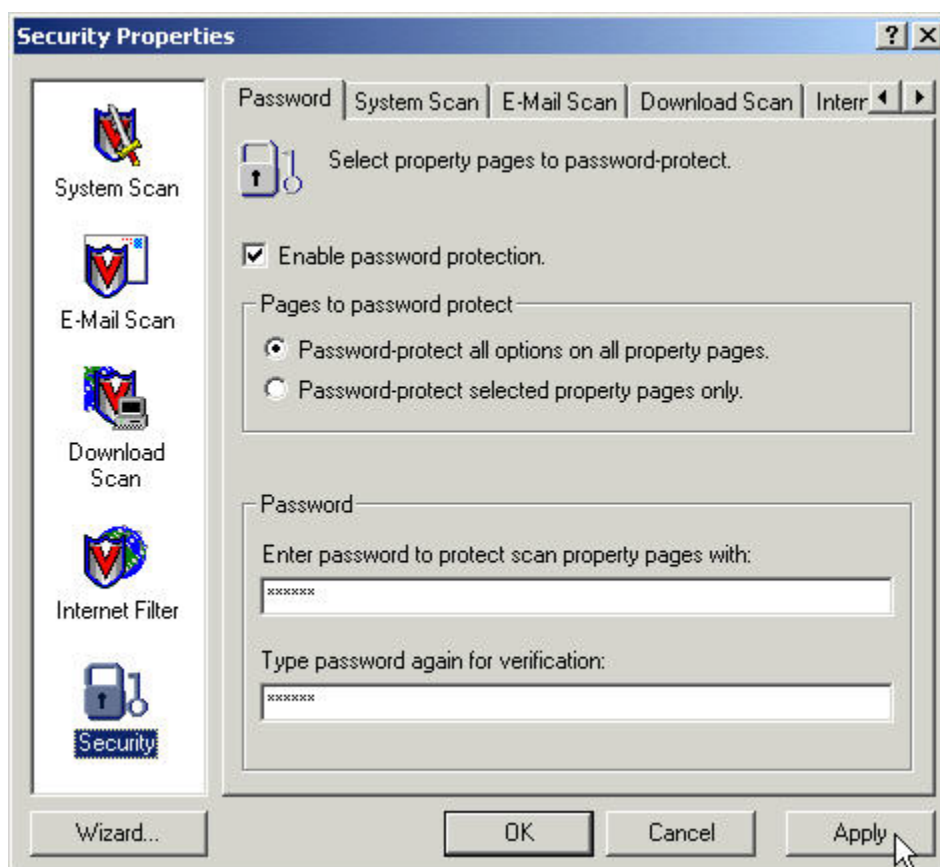 Security Properties
System Scan
E-Mail Scan
Download
Scan
Internet Filter
Security
Password System Scan E-Mail Scan Download Scan Intern
Select property pages to password-protect.
Enable password protection.
Pages to password protect
Password-protect all options on all property pages.
Password-protect selected property pages only.
Password
Enter password to protect scan property pages with:
××××××
Type password again for verification:
××××××
Wizard... OK Cancel Apply